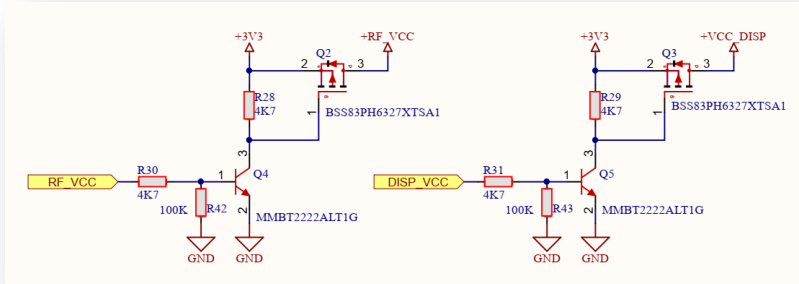 +3V3
Q2
+RF_VCC
2
3
R28
4K7
1
BSS83PH6327XTSA1
3
RF_VCC
R30
4K7
1
Q4
100K
R42
2
MMBT2222ALT1G
GND
GND
+3V3
Q3
+VCC_DISP
2
3
R29
4K7
1
BSS83PH6327XTSA1
3
DISP_VCC
R31
4K7
1
Q5
100K
R43
2
MMBT2222ALT1G
GND
GND